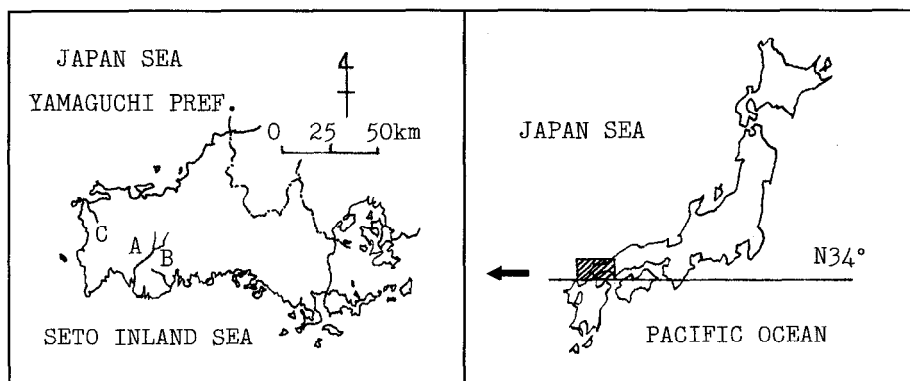 JAPAN SEA
YAMAGUCHI PREF.
0 25 50km
C
A
B
SETO INLAND SEA
JAPAN SEA
N34°
PACIFIC OCEAN